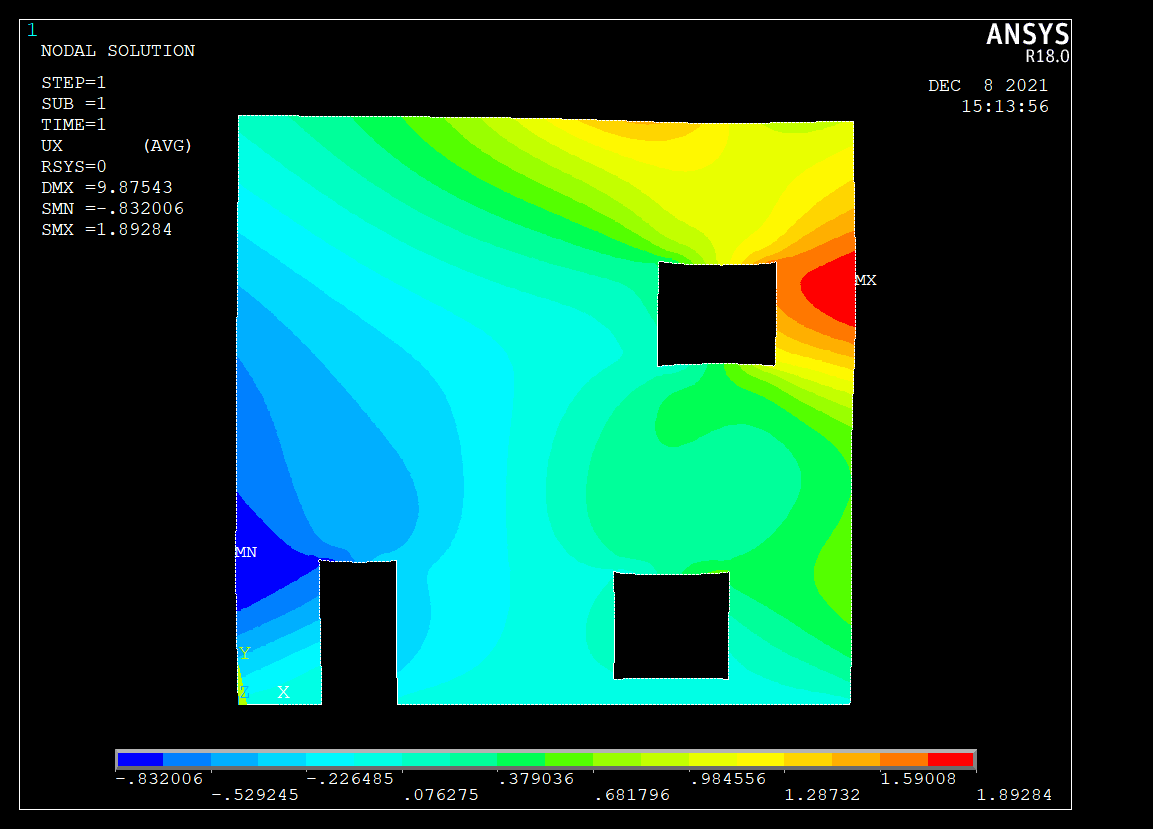 1
ANSYS
R18.0
NODAL SOLUTION
DEC 8 2021
15:13:56
STEP=1
SUB =1
TIME=1
UX (AVG)
RSYS=0
DMX =9.87543
SMN =-.832006
SMX =1.89284
MX
MN
Y
Z X
-.832006 -.226485 .379036 .984556 1.59008
-.529245 .076275 .681796 1.28732 1.89284